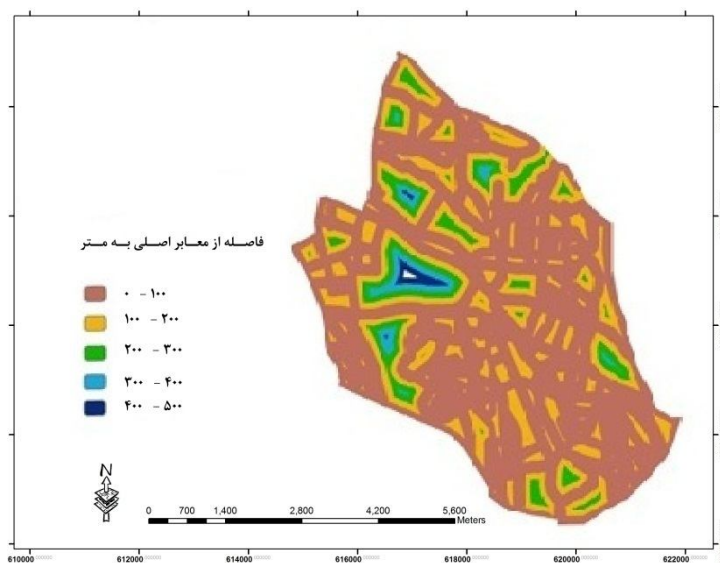 فاصله از معابر اصلی به متر
۰ - ۱۰۰
۱۰۰ - ۲۰۰
۲۰۰ - ۳۰۰
۳۰۰ - ۴۰۰
۴۰۰ - ۵۰۰
N
0 700 1,400 2,800 4,200 5,600
Meters
610000 612000 614000 616000 618000 620000 622000